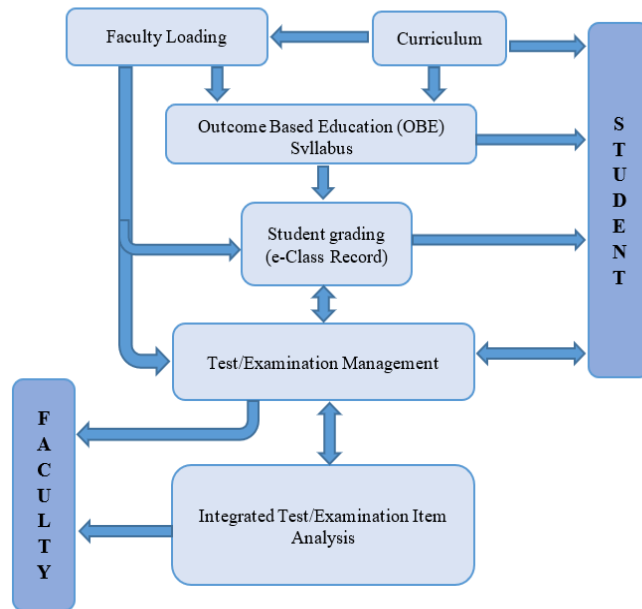 Faculty Loading
Curriculum
Outcome Based Education (OBE)
Svllabus
Student grading
(e-Class Record)
Test/Examination Management
Integrated Test/Examination Item
Analysis
S
T
U
D
E
N
T
F
A
C
U
L
T
Y